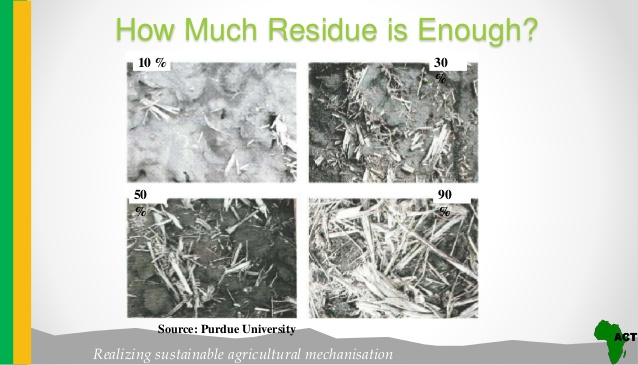 How Much Residue is Enough?
10 %
30
%
50
%
90
%
Source: Purdue University
Realizing sustainable agricultural mechanisation
ACT